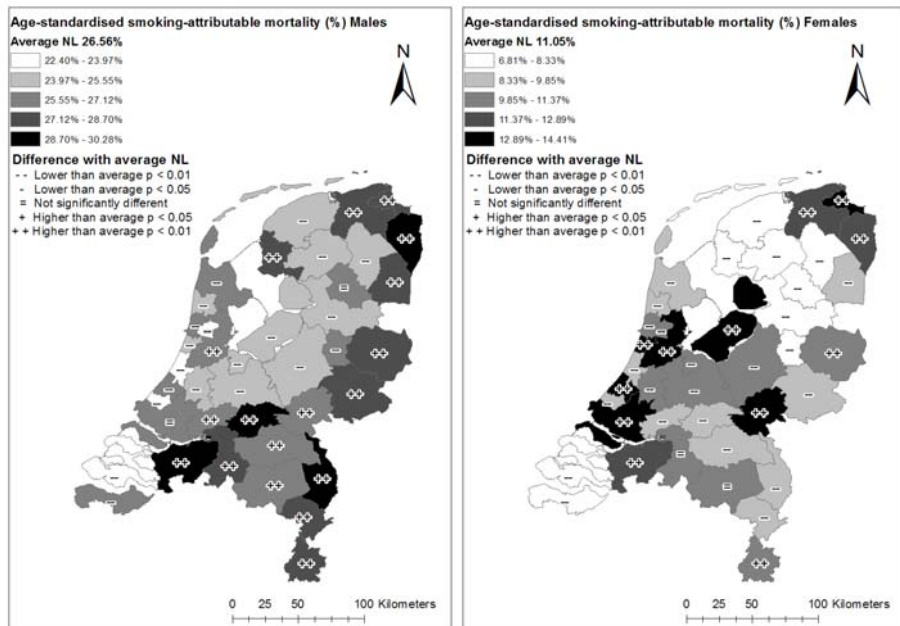 Age-standardised smoking-attributable mortality (%) Males
Average NL 26.56%
22.40% - 23.97%
23.97% - 25.55%
25.55% - 27.12%
27.12% - 28.70%
28.70% - 30.28%
Difference with average NL
- - Lower than average p < 0.01
- Lower than average p < 0.05
= Not significantly different
+ Higher than average p < 0.05
+ + Higher than average p < 0.01
N
0 25 50 100 Kilometers
Age-standardised smoking-attributable mortality (%) Females
Average NL 11.05%
6.81% - 8.33%
8.33% - 9.85%
9.85% - 11.37%
11.37% - 12.89%
12.89% - 14.41%
Difference with average NL
- - Lower than average p < 0.01
- Lower than average p < 0.05
= Not significantly different
+ Higher than average p < 0.05
+ + Higher than average p < 0.01
N
0 25 50 100 Kilometers